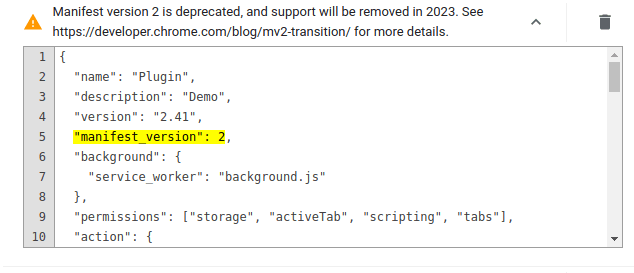 Manifest version 2 is deprecated, and support will be removed in 2023. See
https://developer.chrome.com/blog/mv2-transition/ for more details.
1 {
2 "name": "Plugin",
3 "description": "Demo",
4 "version": "2.41",
5 "manifest_version": 2,
6 "background": {
7 "service_worker": "background.js"
8 },
9 "permissions": ["storage", "activeTab", "scripting", "tabs"],
10 "action": {